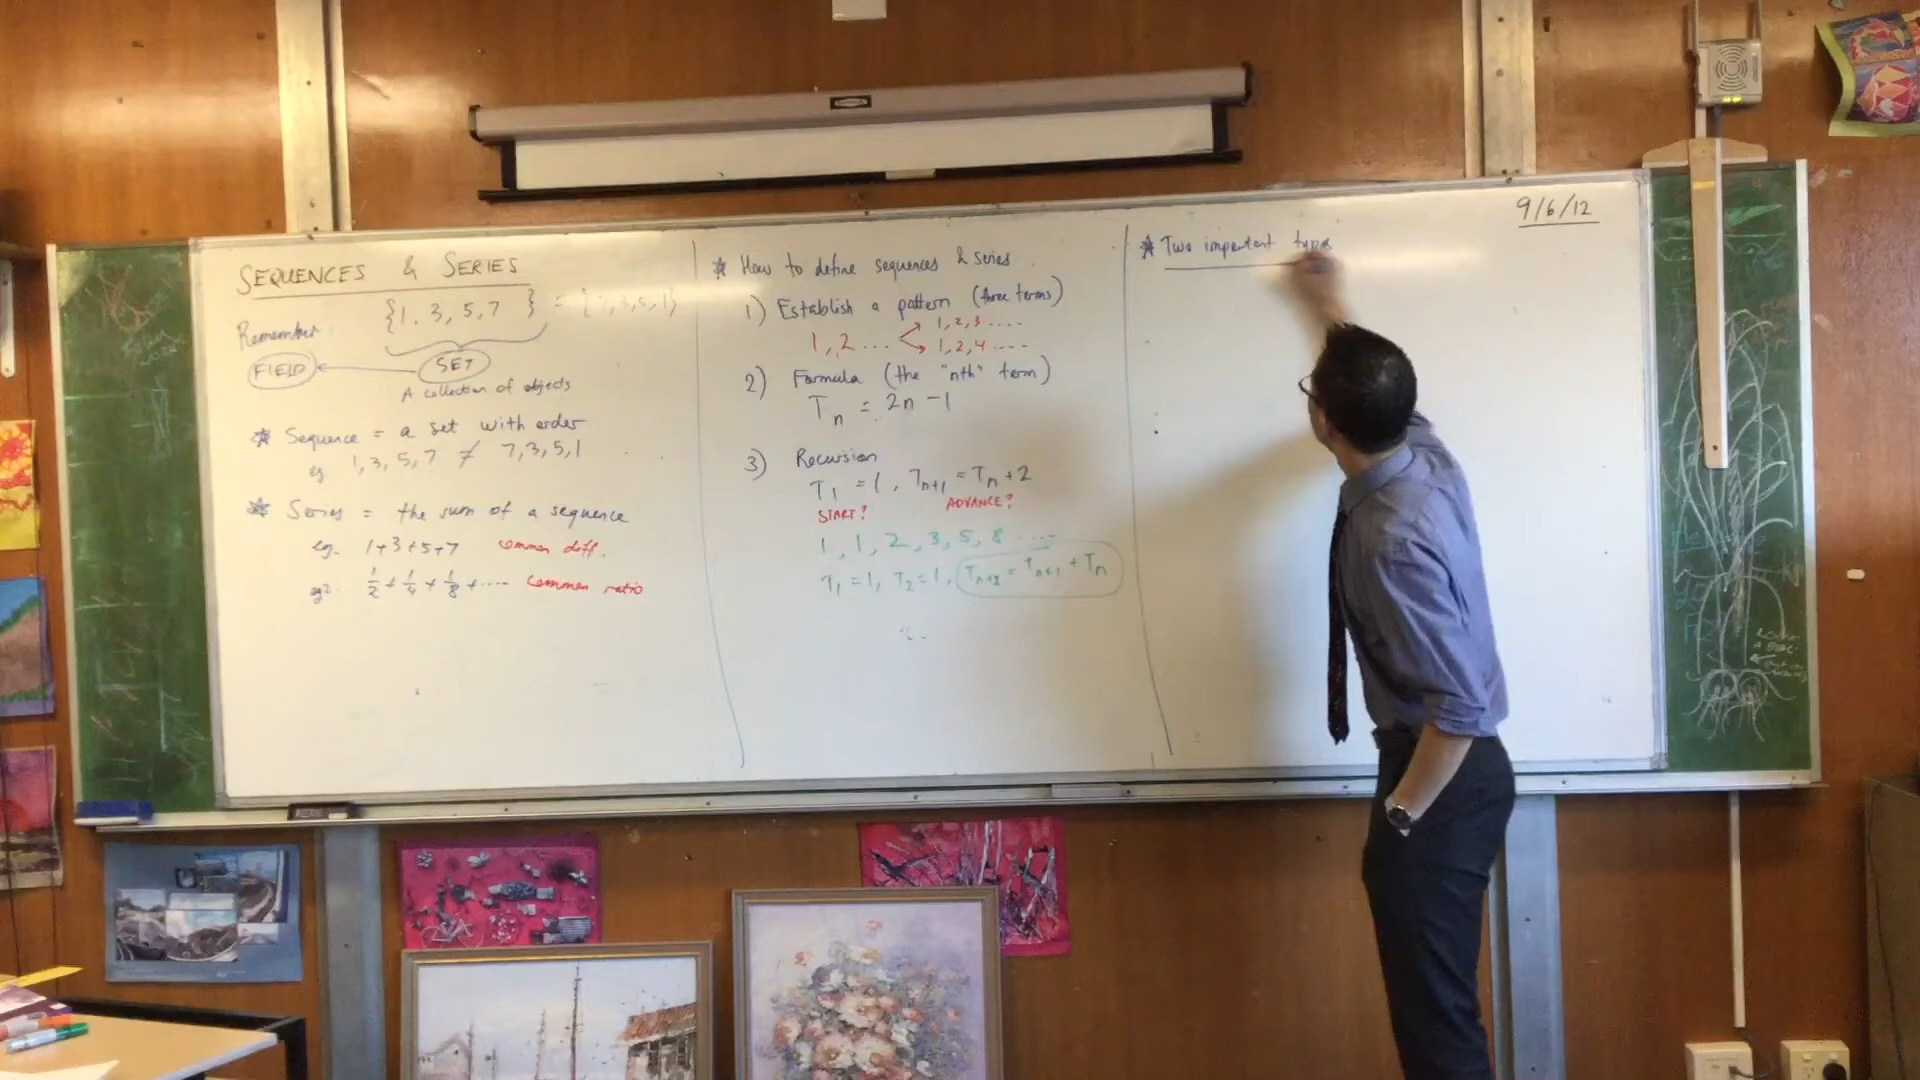 SEQUENCES & SERIES
{1, 3, 5, 7 } = {7,3,5,1}
Remember:
FIELD ← SET
A collection of objects
* Sequence = a set with order
eg. 1,3,5,7 ≠ 7,3,5,1
* Series = the sum of a sequence
eg. 1+3+5+7 common diff.
eg2. 1/2 + 1/4 + 1/8 + .... common ratio
* How to define sequences & series
1) Establish a pattern (three terms)
1, 2 ... 1, 2, 3 ....
1, 2, 4 ....
2) Formula (the "nth" term)
Tn = 2n - 1
3) Recursion
T1 = 1, Tn+1 = Tn + 2
START? ADVANCE?
1, 1, 2, 3, 5, 8 ....
T1 = 1, T2 = 1, Tn+2 = Tn+1 + Tn
9/6/12
* Two important types